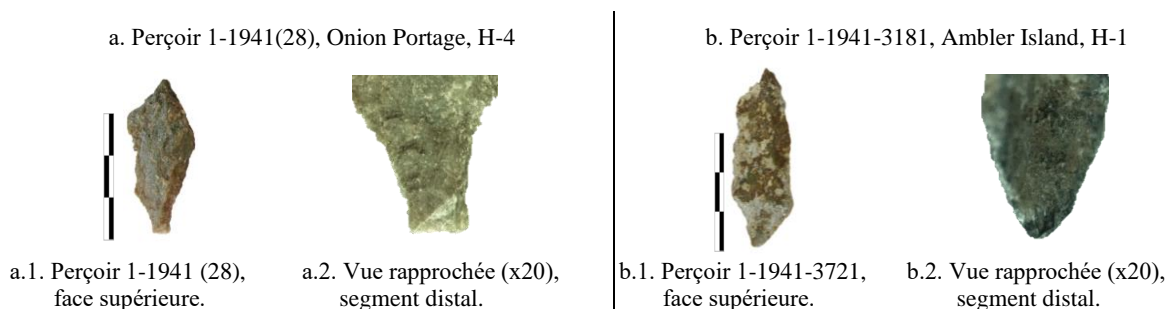 a. Perçoir 1-1941(28), Onion Portage, H-4
a.1. Perçoir 1-1941 (28),
face supérieure.
a.2. Vue rapprochée (x20),
segment distal.
b. Perçoir 1-1941-3181, Ambler Island, H-1
b.1. Perçoir 1-1941-3721,
face supérieure.
b.2. Vue rapprochée (x20),
segment distal.